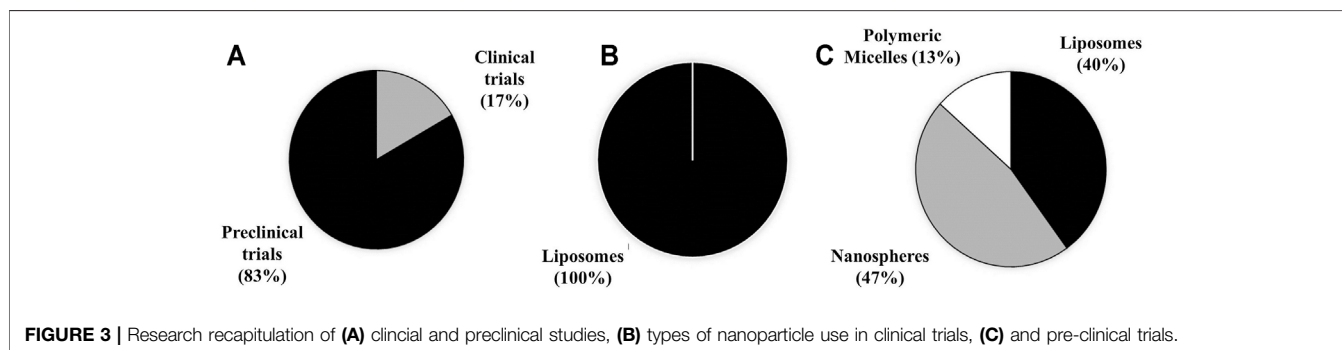 A
Clinical
trials
(17%)
Preclinical
trials
(83%)
B
Liposomes
(100%)
C
Polymeric
Micelles (13%)
Liposomes
(40%)
Nanospheres
(47%)
FIGURE 3 | Research recapitulation of (A) clincial and preclinical studies, (B) types of nanoparticle use in clinical trials, (C) and pre-clinical trials.